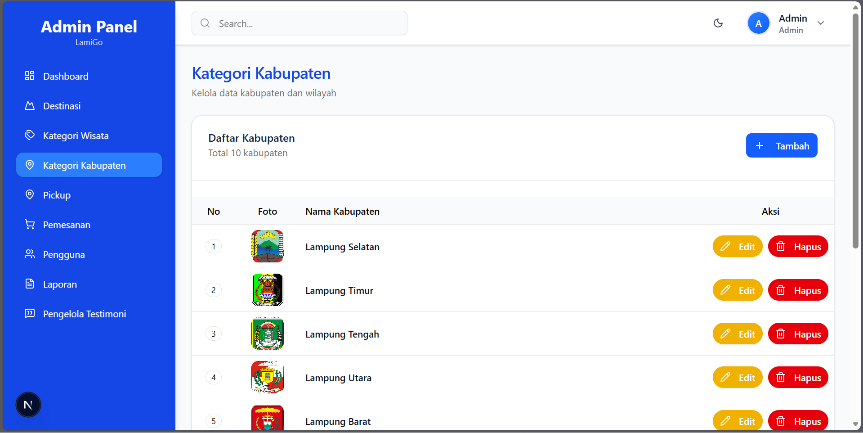 Admin Panel
LamiGo
Dashboard
Destinasi
Kategori Wisata
Kategori Kabupaten
Pickup
Pemesanan
Pengguna
Laporan
Pengelola Testimoni
N
Search...
A
Admin
Admin
Kategori Kabupaten
Kelola data kabupaten dan wilayah
Daftar Kabupaten
Total 10 kabupaten
+ Tambah
No Foto Nama Kabupaten Aksi
1 Lampung Selatan Edit Hapus
2 Lampung Timur Edit Hapus
3 Lampung Tengah Edit Hapus
4 Lampung Utara Edit Hapus
5 Lampung Barat Edit Hapus